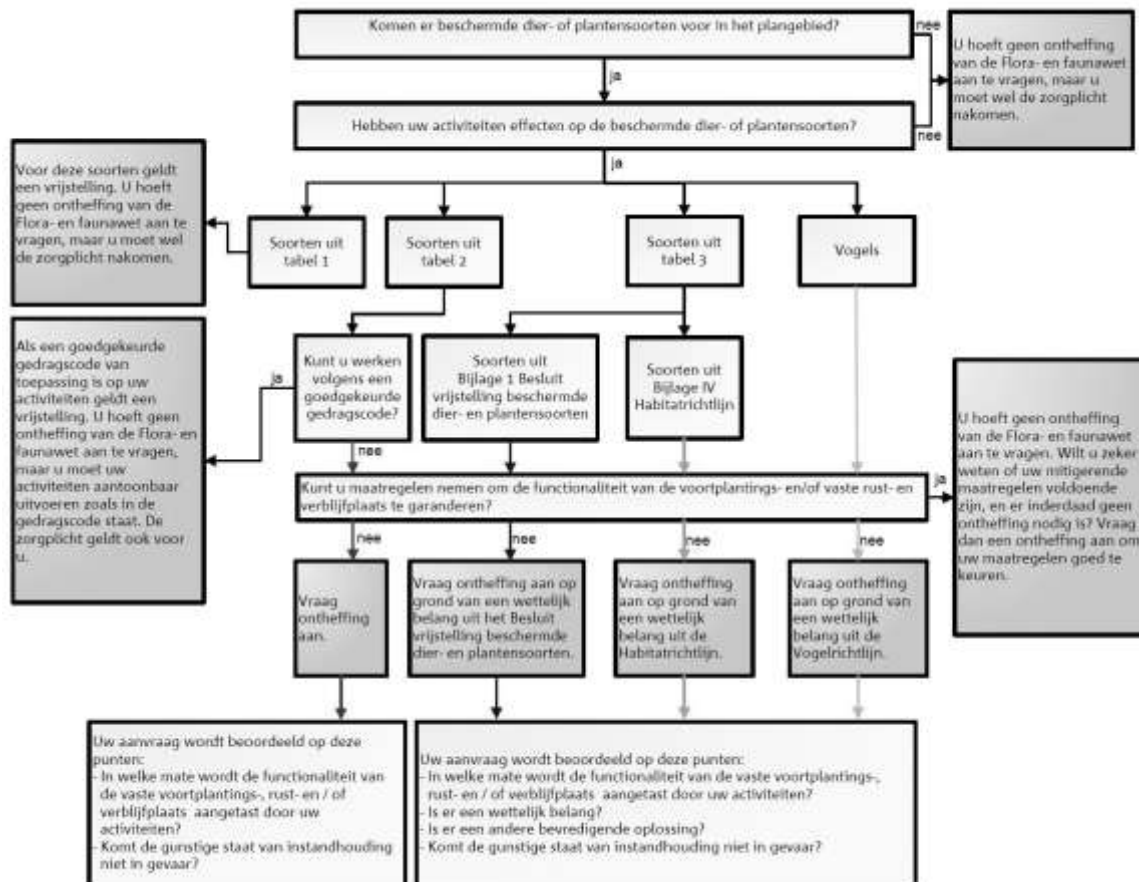 Komen er beschermde dier- of plantensoorten voor in het plangebied?
nee
U hoeft geen ontheffing
van de Flora- en faunawet
aan te vragen, maar u
moet wel de zorgplicht
nakomen.
ja
Hebben uw activiteiten effecten op de beschermde dier- of plantensoorten?
nee
ja
Voor deze soorten geldt
een vrijstelling. U hoeft
geen ontheffing van de
Flora- en faunawet aan te
vragen, maar u moet wel
de zorgplicht nakomen.
Soorten uit
tabel 1
Soorten uit
tabel 2
Soorten uit
tabel 3
Vogels
Als een goedgekeurde
gedragscode van
toepassing is op uw
activiteiten geldt een
vrijstelling. U hoeft geen
ontheffing van de Flora- en
faunawet aan te vragen,
maar u moet uw
activiteiten aantoonbaar
uitvoeren zoals in de
gedragscode staat. De
zorgplicht geldt ook voor
u.
ja
Kunt u werken
volgens een
goedgekeurde
gedragscode?
Soorten uit
Bijlage 1 Besluit
vrijstelling beschermde
dier- en plantensoorten
Soorten uit
Bijlage IV
Habitatrichtlijn
nee
Kunt u maatregelen nemen om de functionaliteit van de voortplantings- en/of vaste rust- en
verblijfplaats te garanderen?
ja
U hoeft geen ontheffing
van de Flora- en faunawet
aan te vragen. Wilt u zeker
weten of uw mitigerende
maatregelen voldoende
zijn, en er inderdaad geen
ontheffing nodig is? Vraag
dan een ontheffing aan om
uw maatregelen goed te
keuren.
nee
nee
nee
nee
Vraag
ontheffing
aan.
Vraag ontheffing aan op
grond van een wettelijk
belang uit het Besluit
vrijstelling beschermde
dier- en plantensoorten.
Vraag ontheffing
aan op grond van
een wettelijk
belang uit de
Habitatrichtlijn.
Vraag ontheffing
aan op grond van
een wettelijk
belang uit de
Vogelrichtlijn.
Uw aanvraag wordt beoordeeld op deze
punten:
- In welke mate wordt de functionaliteit van
de vaste voortplantings-, rust- en / of
verblijfplaats aangetast door uw
activiteiten?
- Komt de gunstige staat van instandhouding
niet in gevaar?
Uw aanvraag wordt beoordeeld op deze punten:
- In welke mate wordt de functionaliteit van de vaste voortplantings-,
rust- en / of verblijfplaats aangetast door uw activiteiten?
- Is er een wettelijk belang?
- Is er een andere bevredigende oplossing?
- Komt de gunstige staat van instandhouding niet in gevaar?